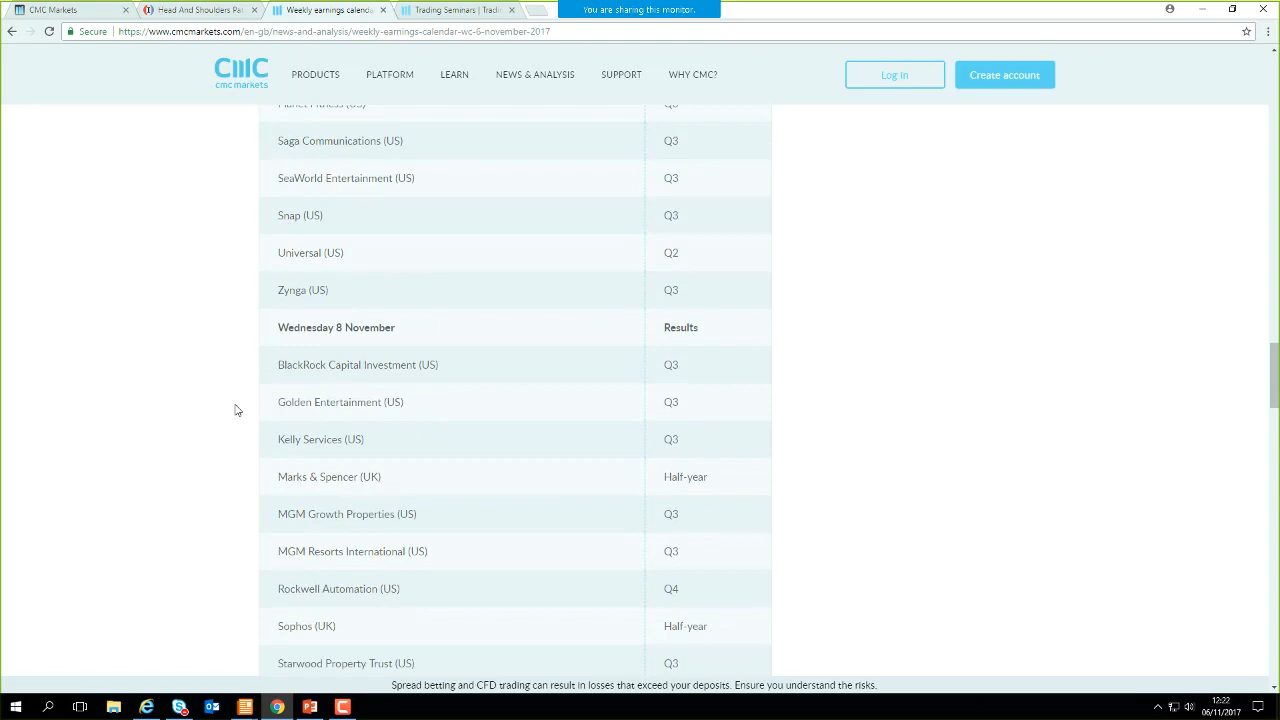 CMC Markets
Head And Shoulders Pa
Weekly earnings calenda
Trading Seminars | Tradi
You are sharing this monitor.
Secure
https://www.cmcmarkets.com/en-gb/news-and-analysis/weekly-earnings-calendar-wc-6-november-2017
cmc markets
PRODUCTS
PLATFORM
LEARN
NEWS & ANALYSIS
SUPPORT
WHY CMC?
Log in
Create account
Planet Fitness (US) Q3
Saga Communications (US) Q3
SeaWorld Entertainment (US) Q3
Snap (US) Q3
Universal (US) Q2
Zynga (US) Q3
Wednesday 8 November Results
BlackRock Capital Investment (US) Q3
Golden Entertainment (US) Q3
Kelly Services (US) Q3
Marks & Spencer (UK) Half-year
MGM Growth Properties (US) Q3
MGM Resorts International (US) Q3
Rockwell Automation (US) Q4
Sophos (UK) Half-year
Starwood Property Trust (US) Q3
Spread betting and CFD trading can result in losses that exceed your deposits. Ensure you understand the risks.
12:22
06/11/2017